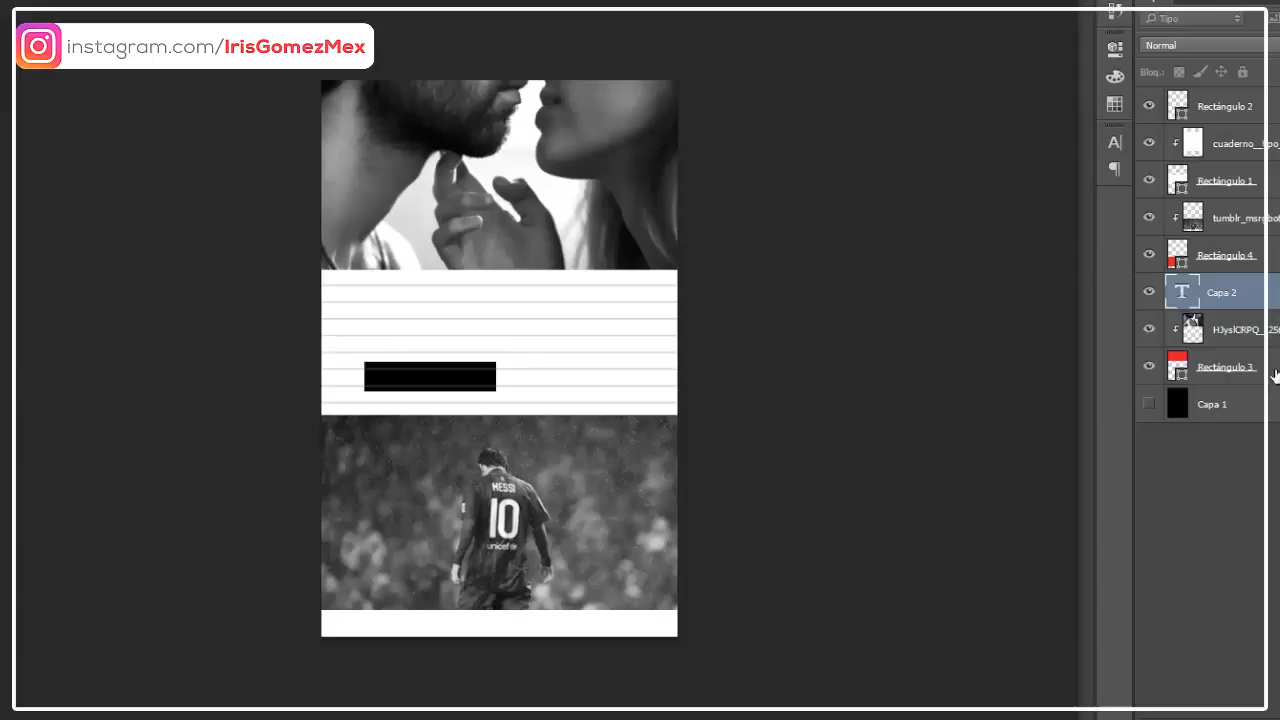 instagram.com/IrisGomezMex
Tipo
Normal
Bloq.:
Rectángulo 2
Rectángulo 1
Rectángulo 4
T Capa 2
Rectángulo 3
Capa 1
MESSI
10
unicef
A